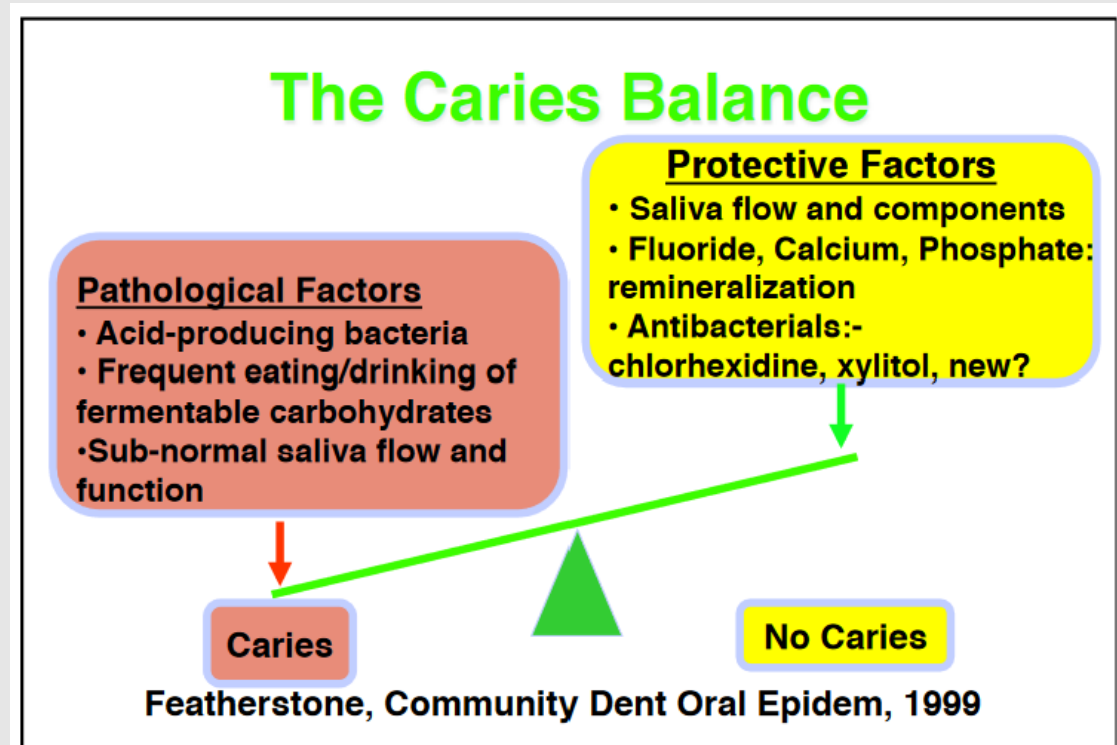 The Caries Balance
Protective Factors
• Saliva flow and components
• Fluoride, Calcium, Phosphate:
remineralization
• Antibacterials:-
chlorhexidine, xylitol, new?
Pathological Factors
• Acid-producing bacteria
• Frequent eating/drinking of
fermentable carbohydrates
•Sub-normal saliva flow and
function
Caries
No Caries
Featherstone, Community Dent Oral Epidem, 1999